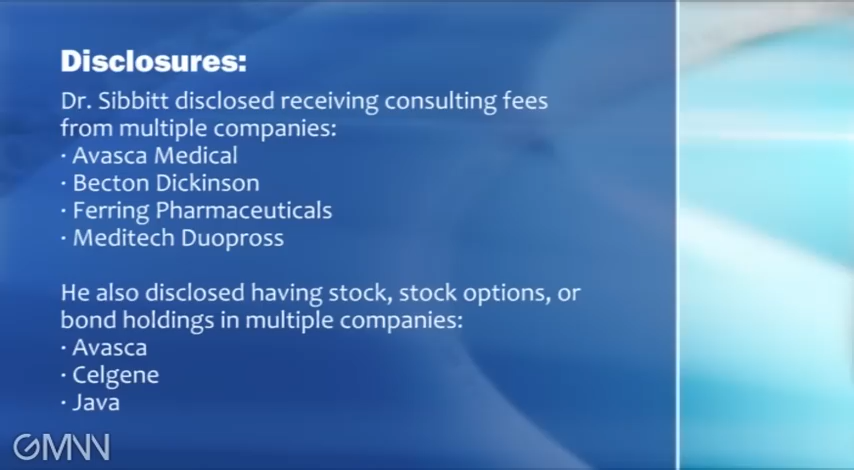 Disclosures:
Dr. Sibbitt disclosed receiving consulting fees
from multiple companies:
· Avasca Medical
· Becton Dickinson
· Ferring Pharmaceuticals
· Meditech Duopross
He also disclosed having stock, stock options, or
bond holdings in multiple companies:
· Avasca
· Celgene
· Java
GMNN